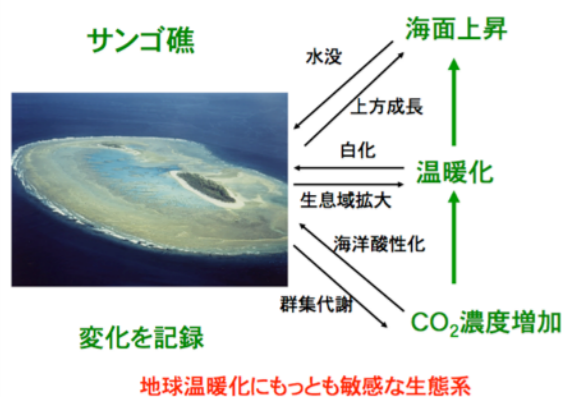 サンゴ礁
海面上昇
水没
上方成長
白化
温暖化
生息域拡大
海洋酸性化
群集代謝
CO₂濃度増加
変化を記録
地球温暖化にもっとも敏感な生態系